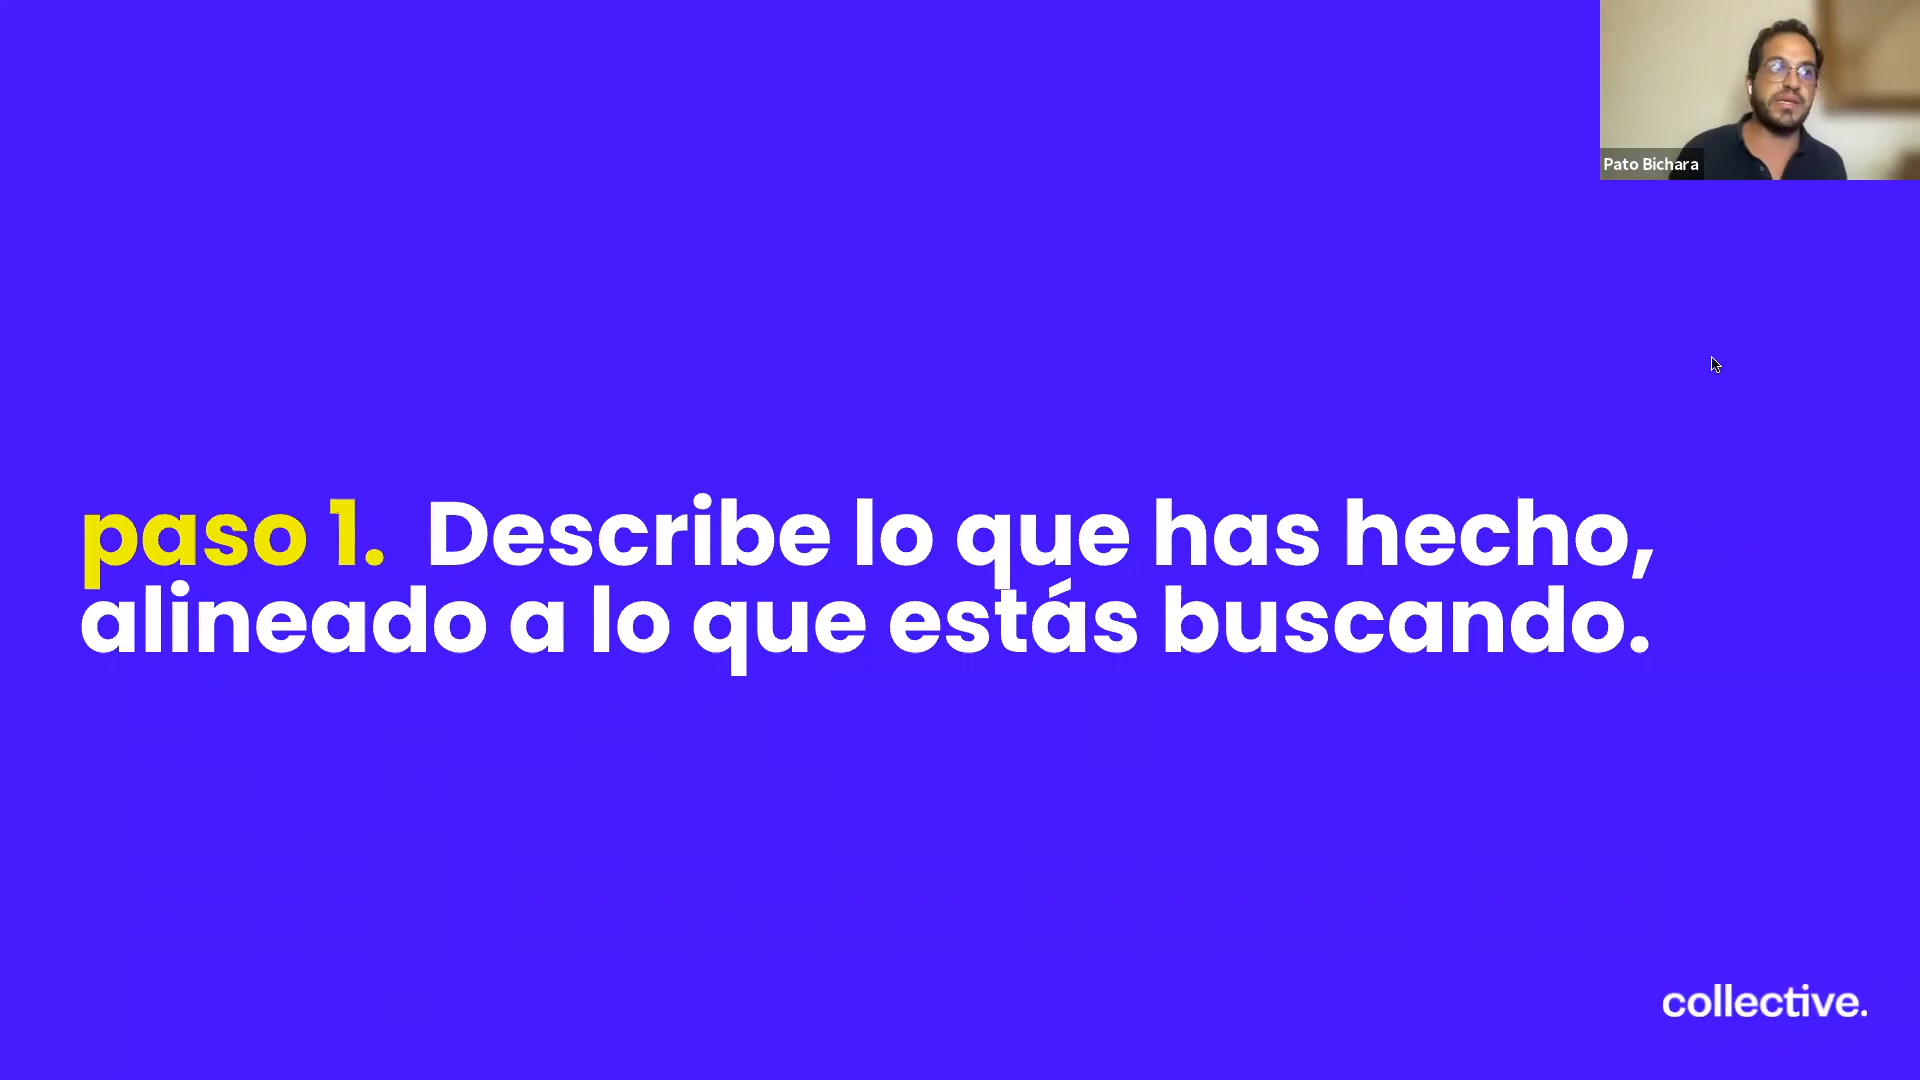 Pato Bichara
paso 1. Describe lo que has hecho,
alineado a lo que estás buscando.
collective.